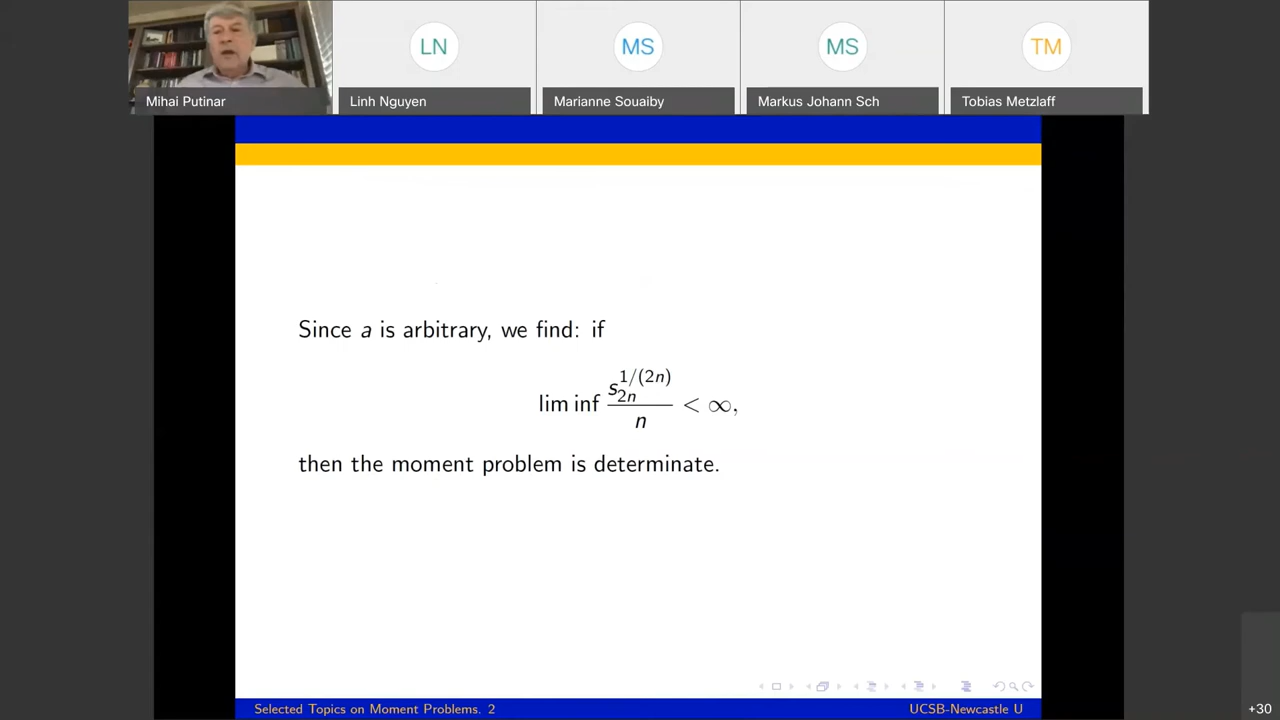 LN
MS
MS
TM
Mihai Putinar
Linh Nguyen
Marianne Souaiby
Markus Johann Sch
Tobias Metzlaff
Since a is arbitrary, we find: if
lim inf s_{2n}^{1/(2n)} / n < ∞,
then the moment problem is determinate.
Selected Topics on Moment Problems. 2
UCSB-Newcastle U
+30